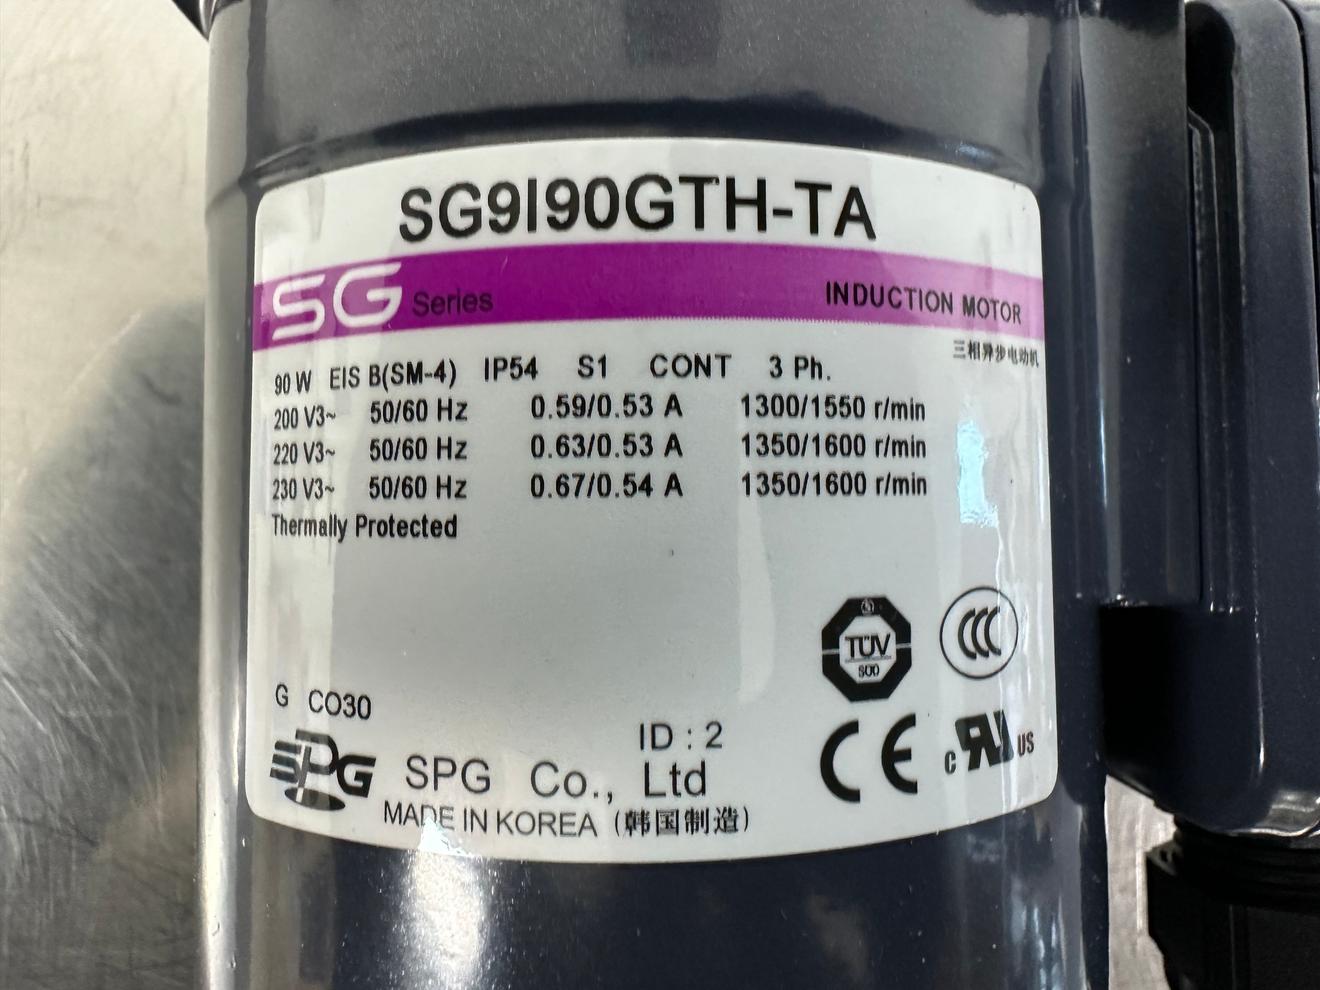 SG9I90GTH-TA
SG Series INDUCTION MOTOR
三相异步电动机
90 W EIS B(SM-4) IP54 S1 CONT 3 Ph.
200 V3~ 50/60 Hz 0.59/0.53 A 1300/1550 r/min
220 V3~ 50/60 Hz 0.63/0.53 A 1350/1600 r/min
230 V3~ 50/60 Hz 0.67/0.54 A 1350/1600 r/min
Thermally Protected
TÜV
SÜD
CCC
G CO30
ID : 2
CE
c RU US
SPG SPG Co., Ltd
MADE IN KOREA (韩国制造)